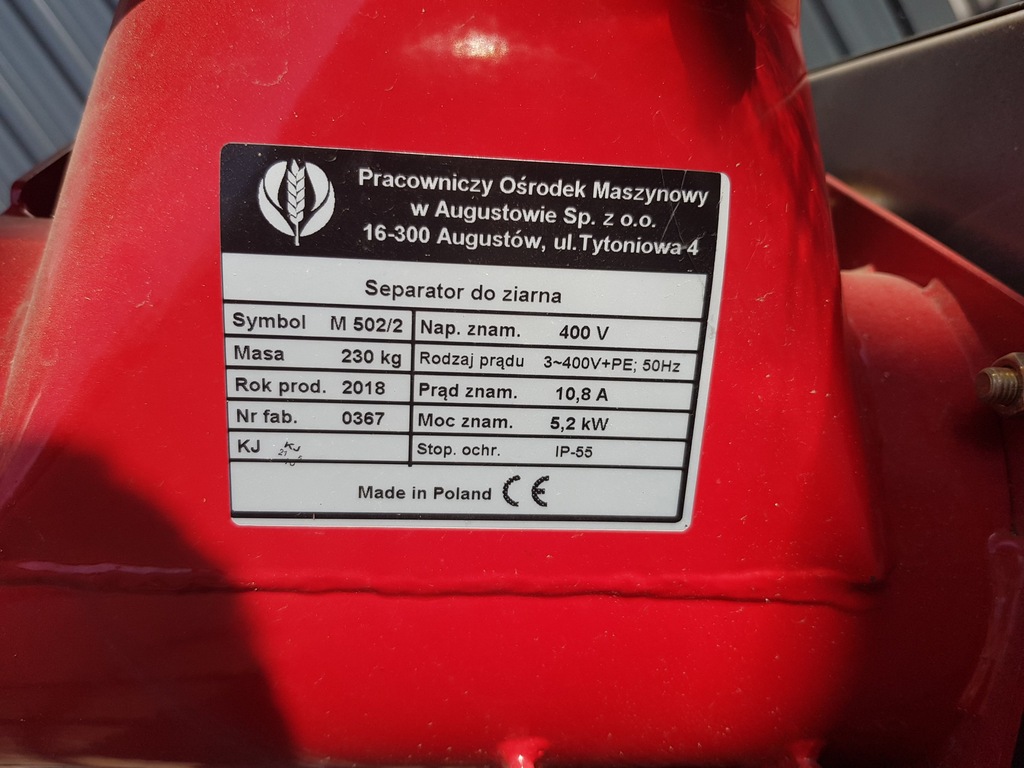 Pracowniczy Ośrodek Maszynowy
w Augustowie Sp. z o.o.
16-300 Augustów, ul.Tytoniowa 4
Separator do ziarna
Symbol M 502/2 Nap. znam. 400 V
Masa 230 kg Rodzaj prądu 3~400V+PE; 50Hz
Rok prod. 2018 Prąd znam. 10,8 A
Nr fab. 0367 Moc znam. 5,2 kW
KJ KJ Stop. ochr. IP-55
Made in Poland CE